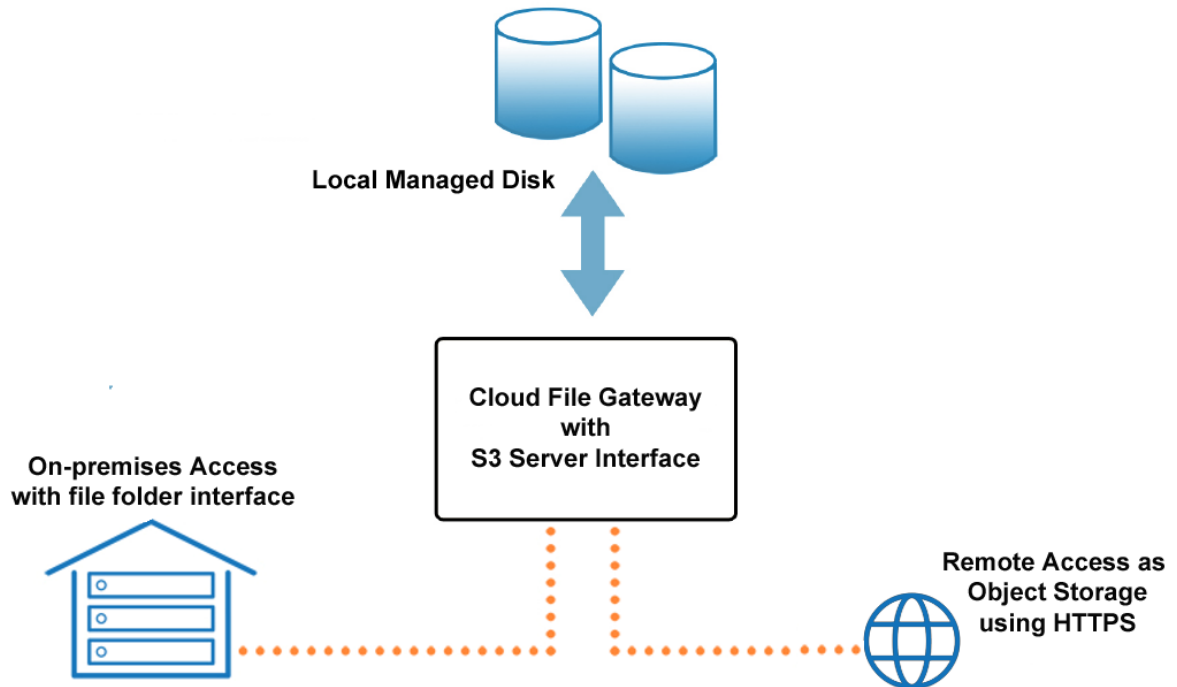 Local Managed Disk
Cloud File Gateway
with
S3 Server Interface
On-premises Access
with file folder interface
Remote Access as
Object Storage
using HTTPS